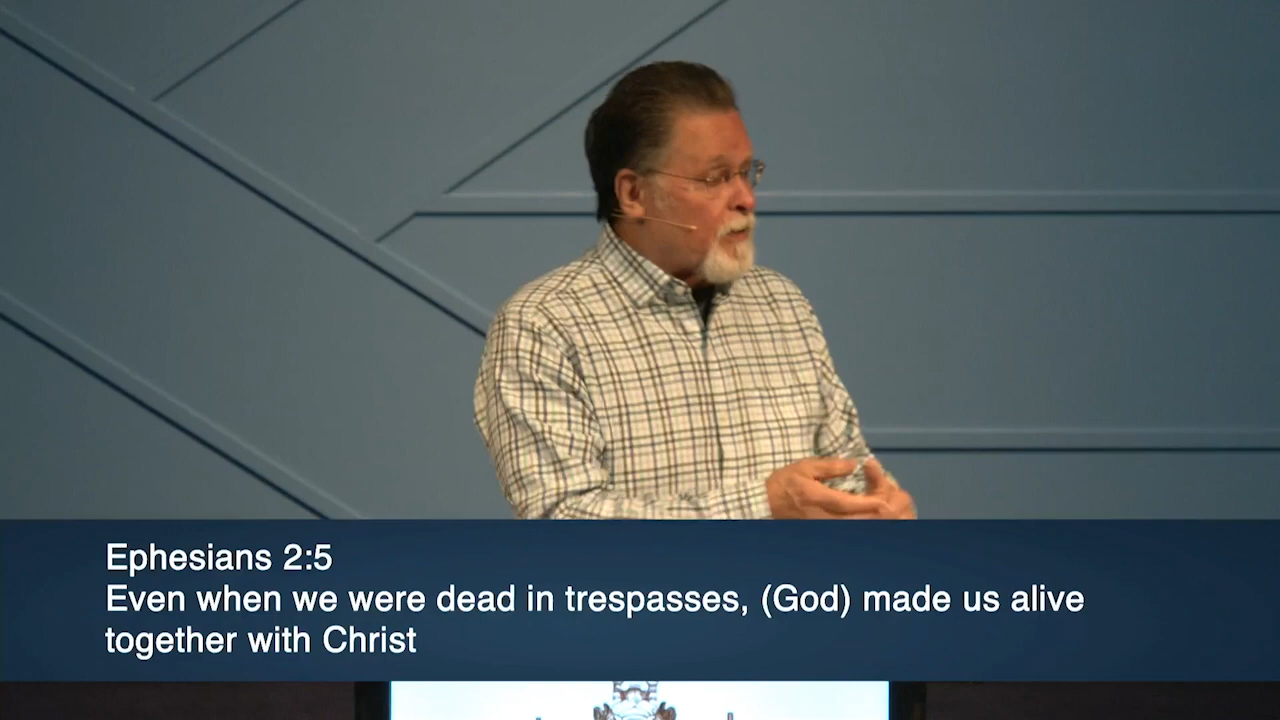 Ephesians 2:5
Even when we were dead in trespasses, (God) made us alive
together with Christ